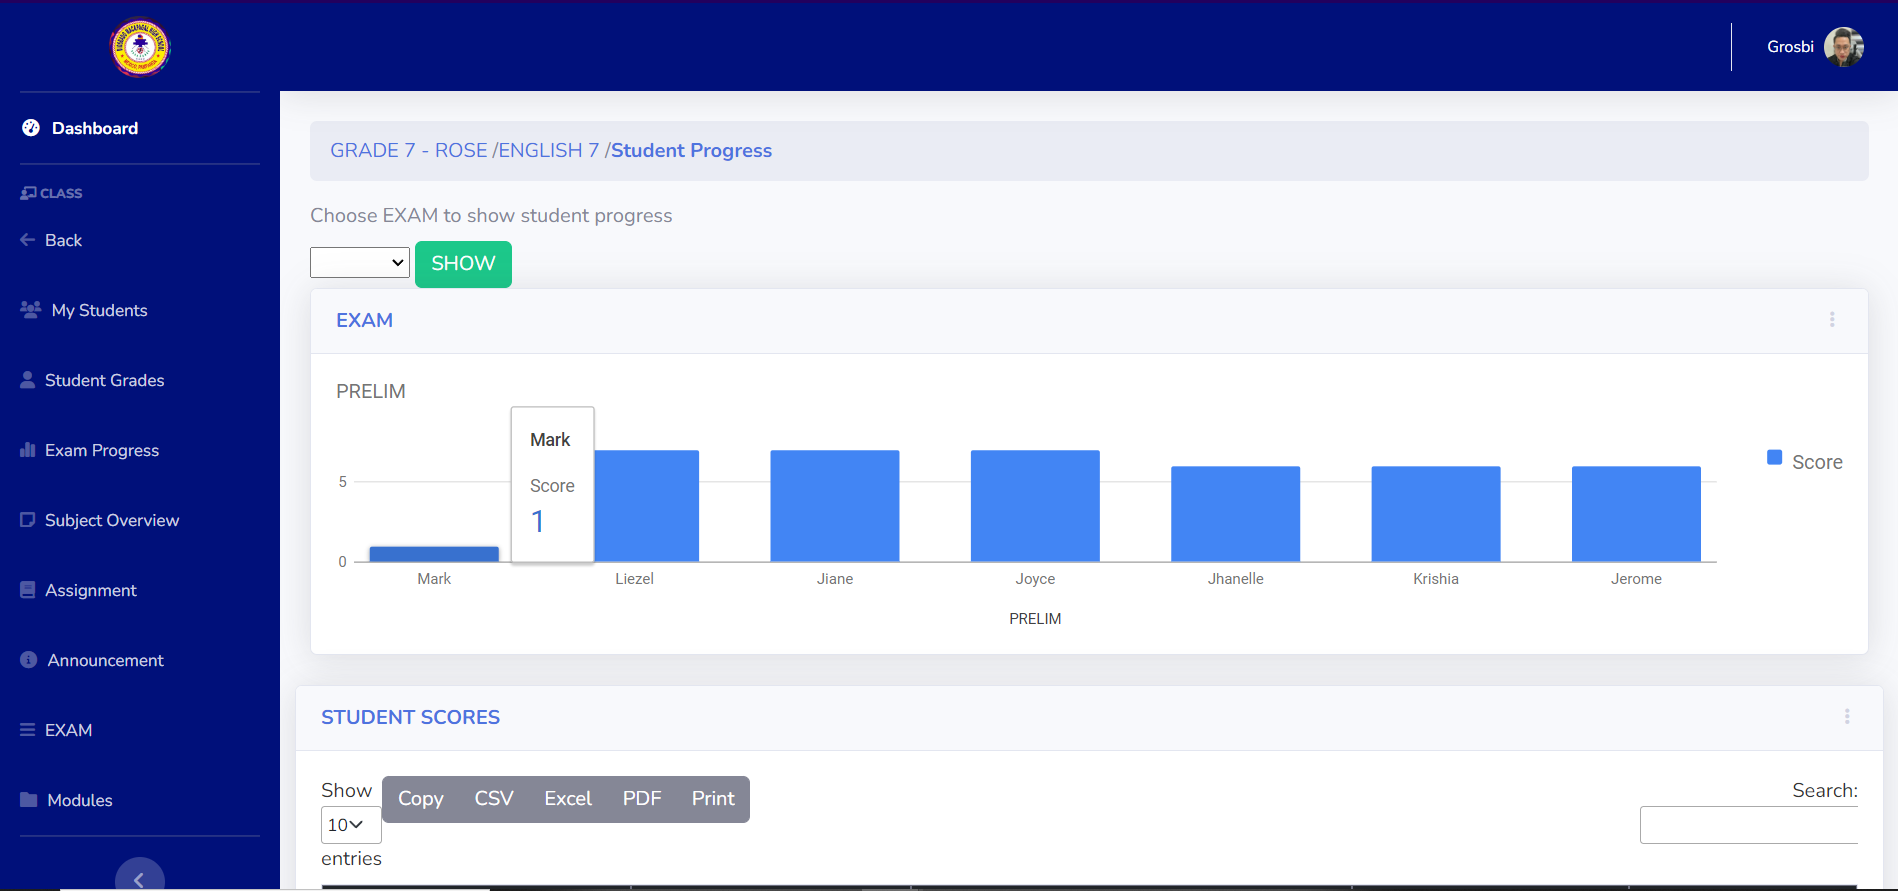 Grosbi
Dashboard
CLASS
Back
My Students
Student Grades
Exam Progress
Subject Overview
Assignment
Announcement
EXAM
Modules
GRADE 7 - ROSE /ENGLISH 7 /Student Progress
Choose EXAM to show student progress
SHOW
EXAM
PRELIM
Mark
Score
1
5
0
Score
Mark Liezel Jiane Joyce Jhanelle Krishia Jerome
PRELIM
STUDENT SCORES
Show
10
entries
Copy CSV Excel PDF Print
Search: